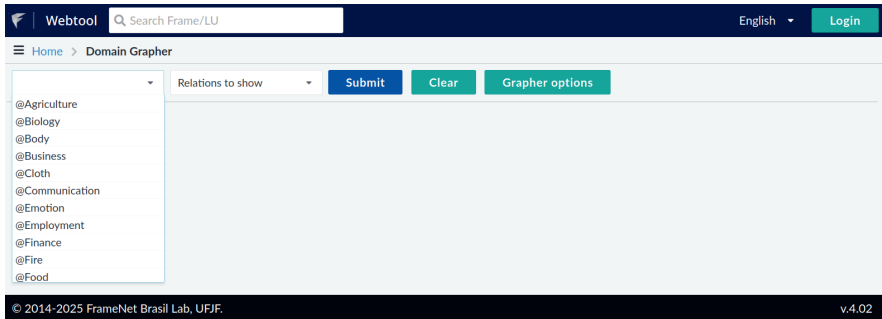 Webtool Search Frame/LU English Login
Home > Domain Grapher
Relations to show Submit Clear Grapher options
@Agriculture
@Biology
@Body
@Business
@Cloth
@Communication
@Emotion
@Employment
@Finance
@Fire
@Food
© 2014-2025 FrameNet Brasil Lab, UFJF. v.4.02